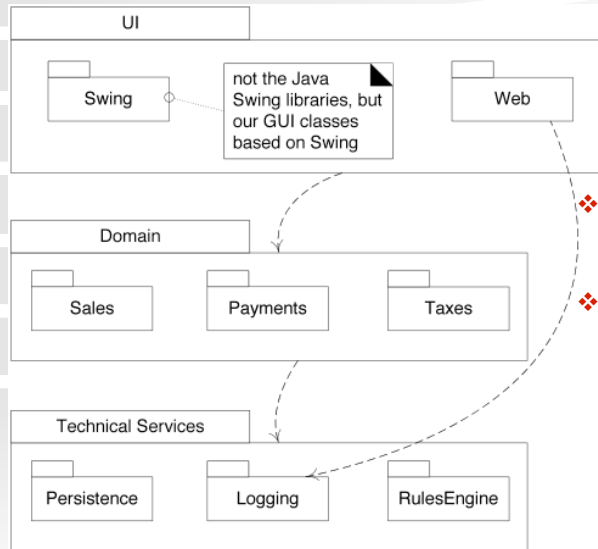 UI
Swing
not the Java
Swing libraries, but
our GUI classes
based on Swing
Web
Domain
Sales
Payments
Taxes
Technical Services
Persistence
Logging
RulesEngine